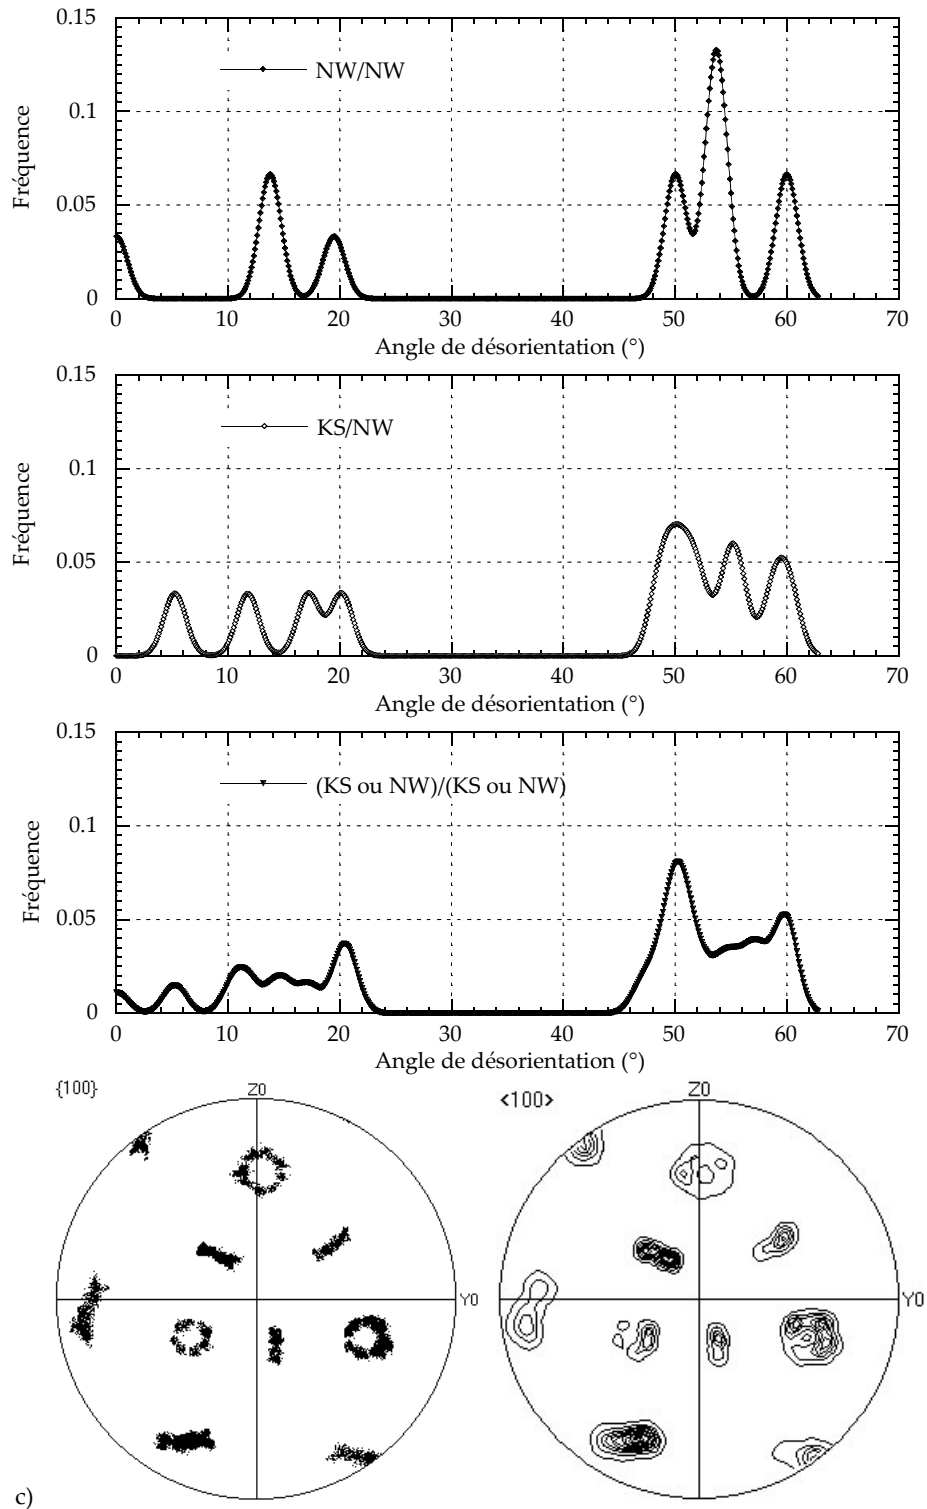 0.15
NW/NW
0.1
Fréquence
0.05
0
0 10 20 30 40 50 60 70
Angle de désorientation (°)
0.15
KS/NW
0.1
Fréquence
0.05
0
0 10 20 30 40 50 60 70
Angle de désorientation (°)
0.15
(KS ou NW)/(KS ou NW)
0.1
Fréquence
0.05
0
0 10 20 30 40 50 60 70
Angle de désorientation (°)
{100} Z0 <100> Z0
Y0 Y0
c)